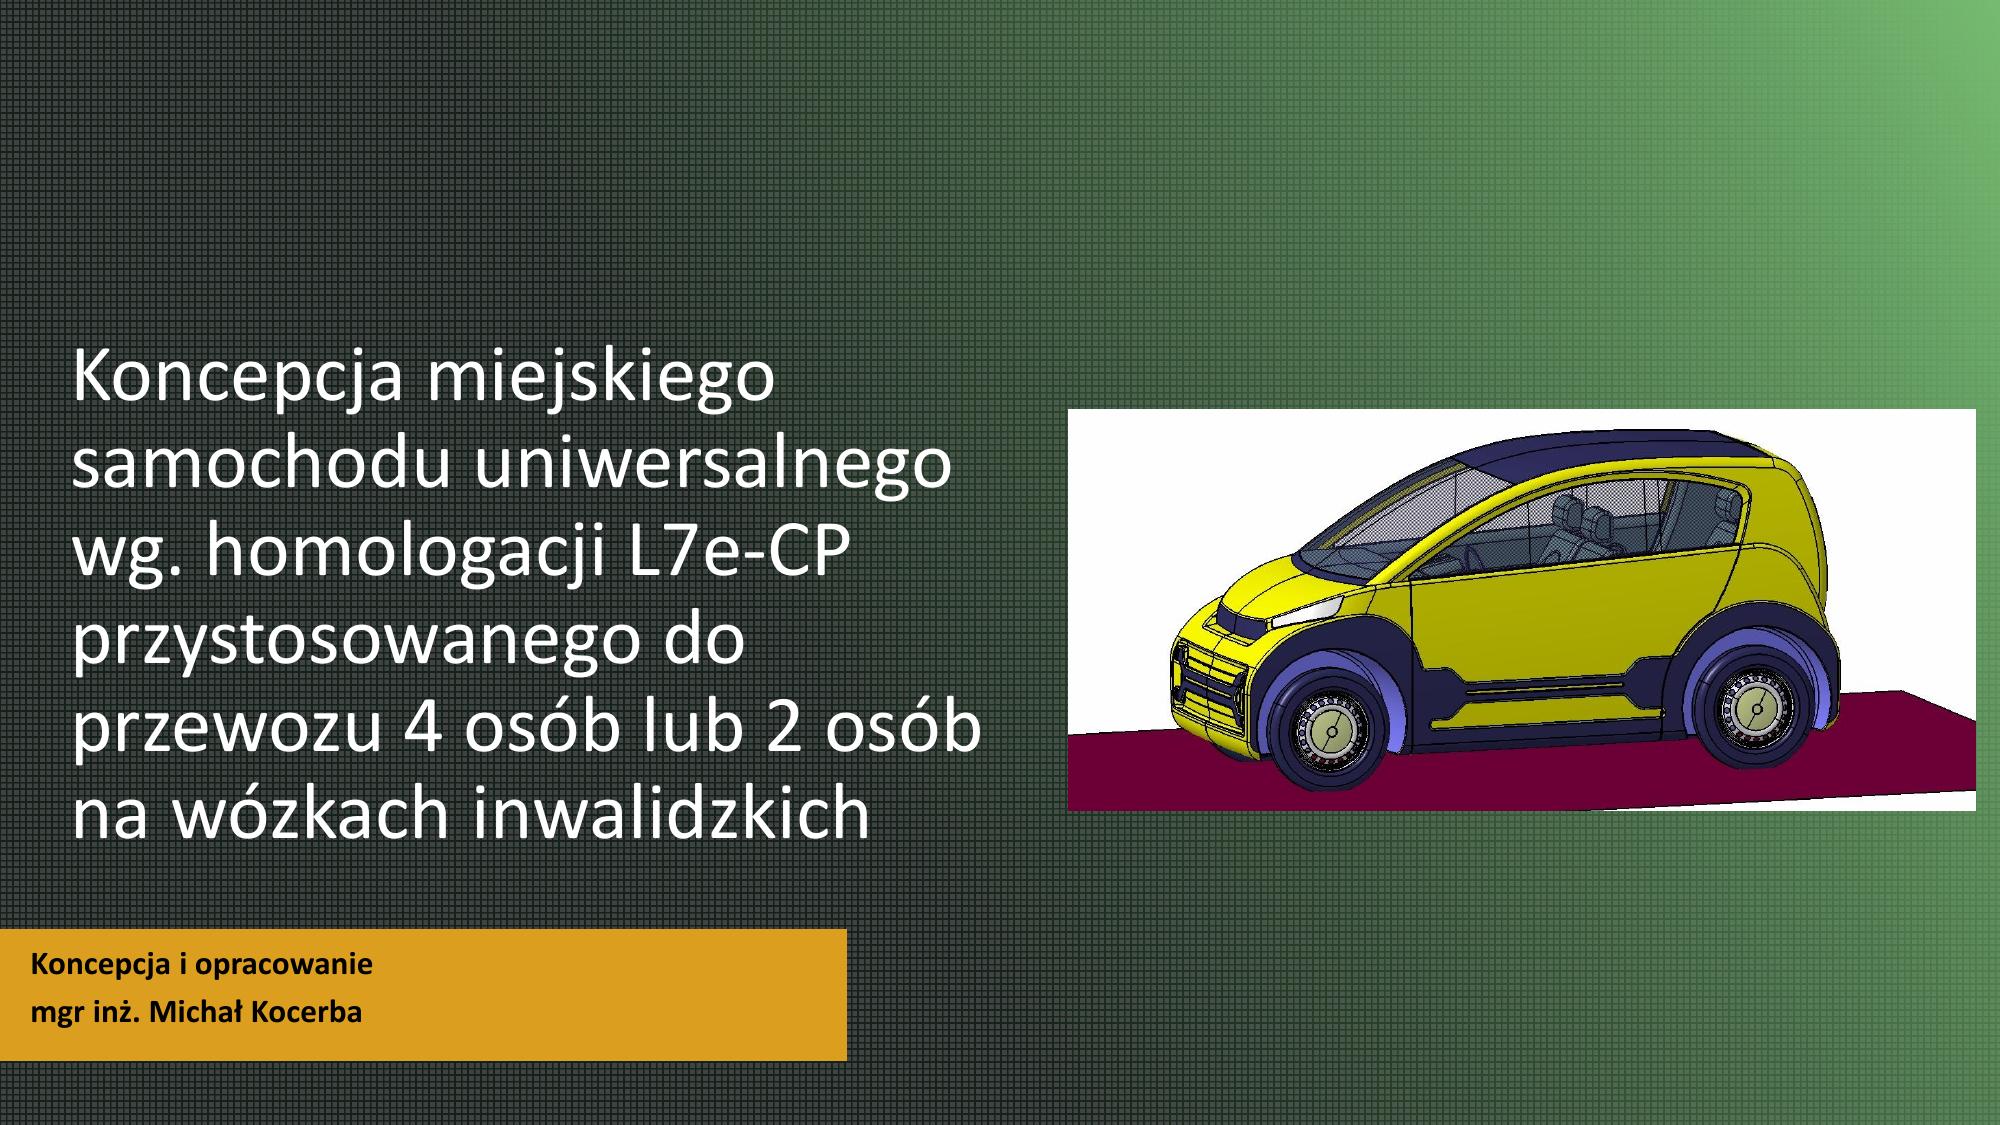 Koncepcja miejskiego
samochodu uniwersalnego
wg. homologacji L7e-CP
przystosowanego do
przewozu 4 osób lub 2 osób
na wózkach inwalidzkich
Koncepcja i opracowanie
mgr inż. Michał Kocerba